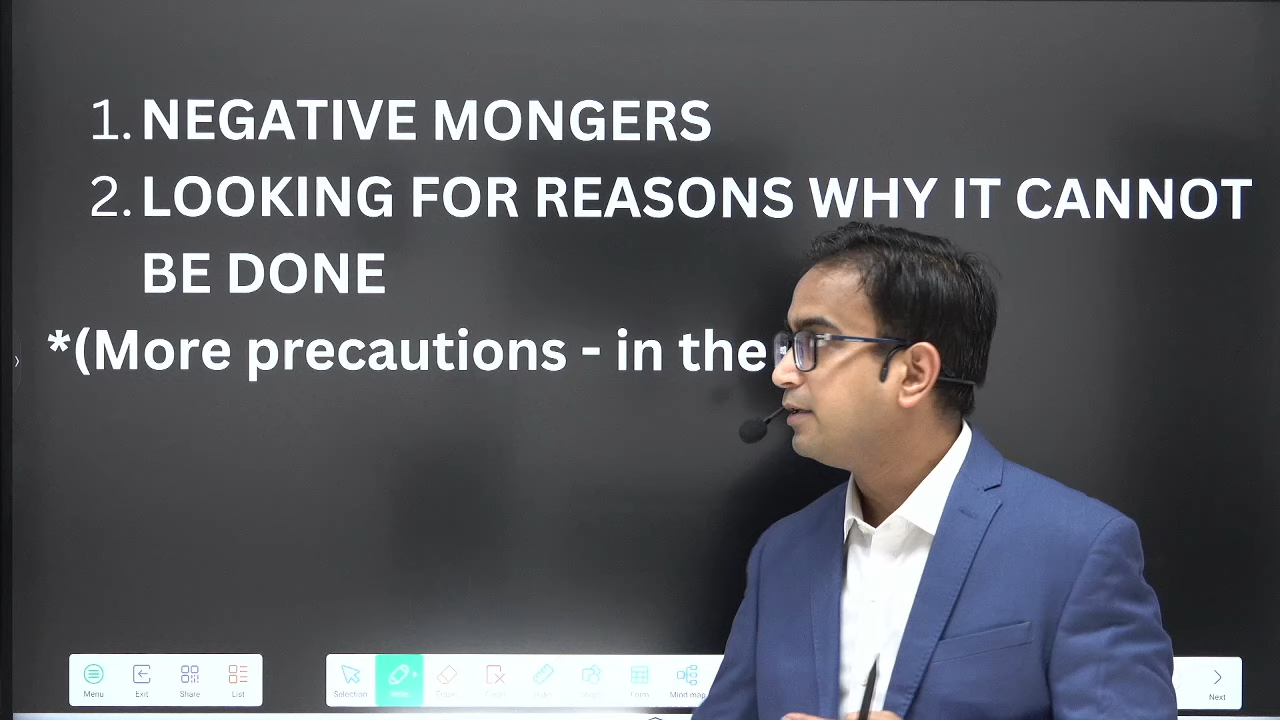 1. NEGATIVE MONGERS
2. LOOKING FOR REASONS WHY IT CANNOT
BE DONE
*(More precautions - in the
Menu Exit Share List Selection Form Mind map Next